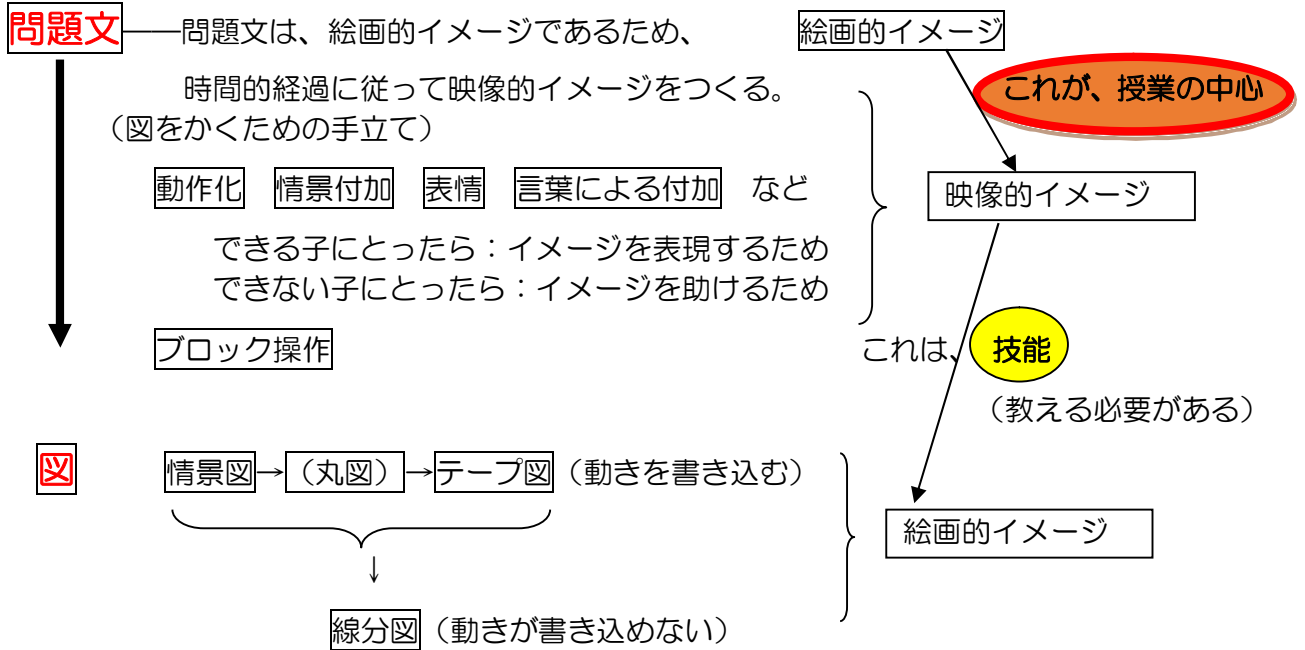 問題文――問題文は、絵画的イメージであるため、
絵画的イメージ
これが、授業の中心
時間的経過に従って映像的イメージをつくる。
（図をかくための手立て）
動作化　情景付加　表情　言葉による付加　など
映像的イメージ
できる子にとったら：イメージを表現するため
できない子にとったら：イメージを助けるため
ブロック操作
これは、技能
（教える必要がある）
図　情景図→（丸図）→テープ図（動きを書き込む）
絵画的イメージ
↓
線分図（動きが書き込めない）